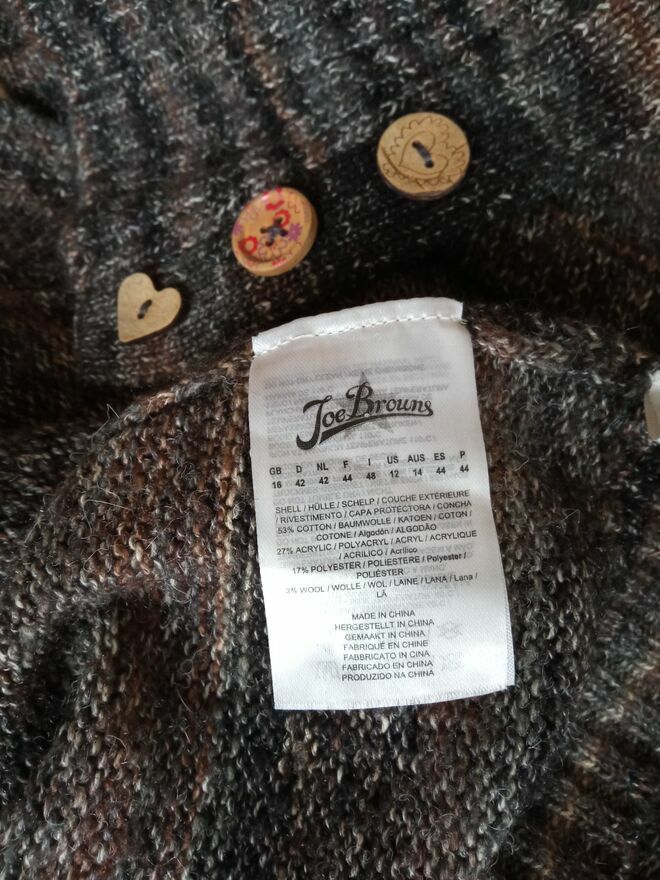 Joe Browns
GB D NL F I US AUS ES P
16 42 42 44 48 12 14 44 44
SHELL / HÜLLE / SCHELP / COUCHE EXTÉRIEURE
/ RIVESTIMENTO / CAPA PROTECTORA / CONCHA
53% COTTON / BAUMWOLLE / KATOEN / COTON /
COTONE / Algodón / ALGODÃO
27% ACRYLIC / POLYACRYL / ACRYL / ACRYLIQUE
/ ACRILICO / Acrílico
17% POLYESTER / POLIESTERE / Polyester /
POLIÉSTER
3% WOOL / WOLLE / WOL / LAINE / LANA / Lana /
LÃ
MADE IN CHINA
HERGESTELLT IN CHINA
GEMAAKT IN CHINA
FABRIQUÉ EN CHINE
FABBRICATO IN CINA
FABRICADO EN CHINA
PRODUZIDO NA CHINA